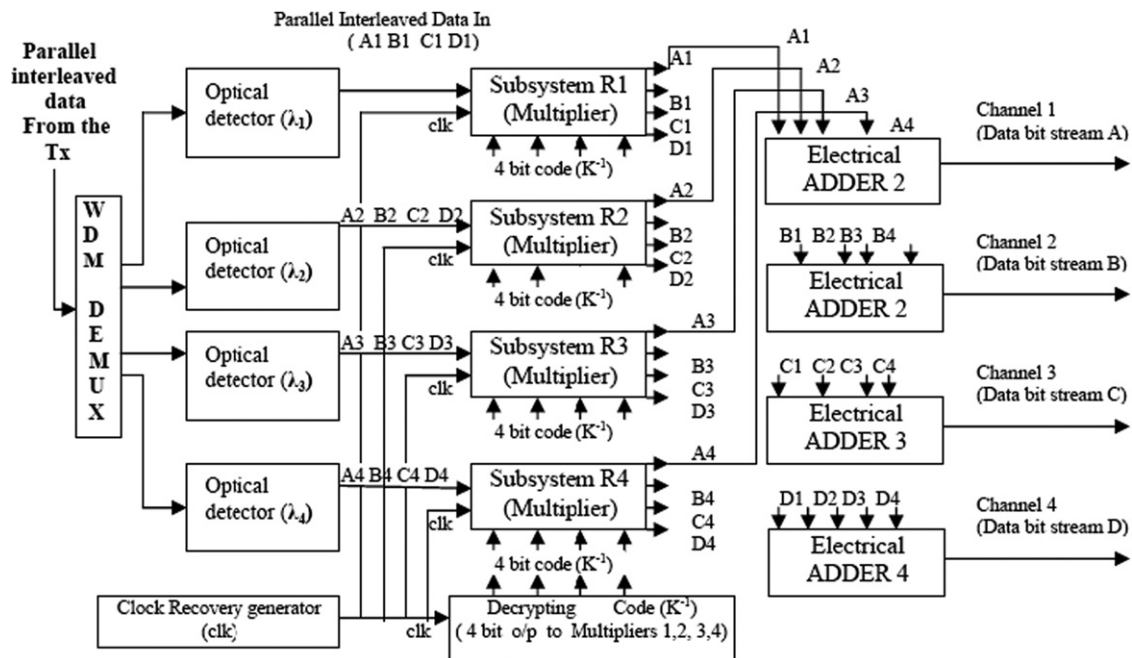 Parallel Interleaved Data In
( A1 B1 C1 D1)
Parallel
interleaved
data
From the
Tx
WDM DEMUX
Optical
detector (λ1)
clk
Subsystem R1
(Multiplier)
4 bit code (K⁻¹)
A1
B1
C1
D1
A2 B2 C2 D2
Optical
detector (λ2)
clk
Subsystem R2
(Multiplier)
4 bit code (K⁻¹)
A2
B2
C2
D2
A3 B3 C3 D3
Optical
detector (λ3)
clk
Subsystem R3
(Multiplier)
4 bit code (K⁻¹)
A3
B3
C3
D3
A4 B4 C4 D4
Optical
detector (λ4)
clk
Subsystem R4
(Multiplier)
4 bit code (K⁻¹)
A4
B4
C4
D4
Clock Recovery generator
(clk)
clk
Decrypting Code (K⁻¹)
( 4 bit o/p to Multipliers 1,2, 3,4)
A1
A2
A3
A4
Electrical
ADDER 2
Channel 1
(Data bit stream A)
B1 B2 B3 B4
Electrical
ADDER 2
Channel 2
(Data bit stream B)
C1 C2 C3 C4
Electrical
ADDER 3
Channel 3
(Data bit stream C)
D1 D2 D3 D4
Electrical
ADDER 4
Channel 4
(Data bit stream D)